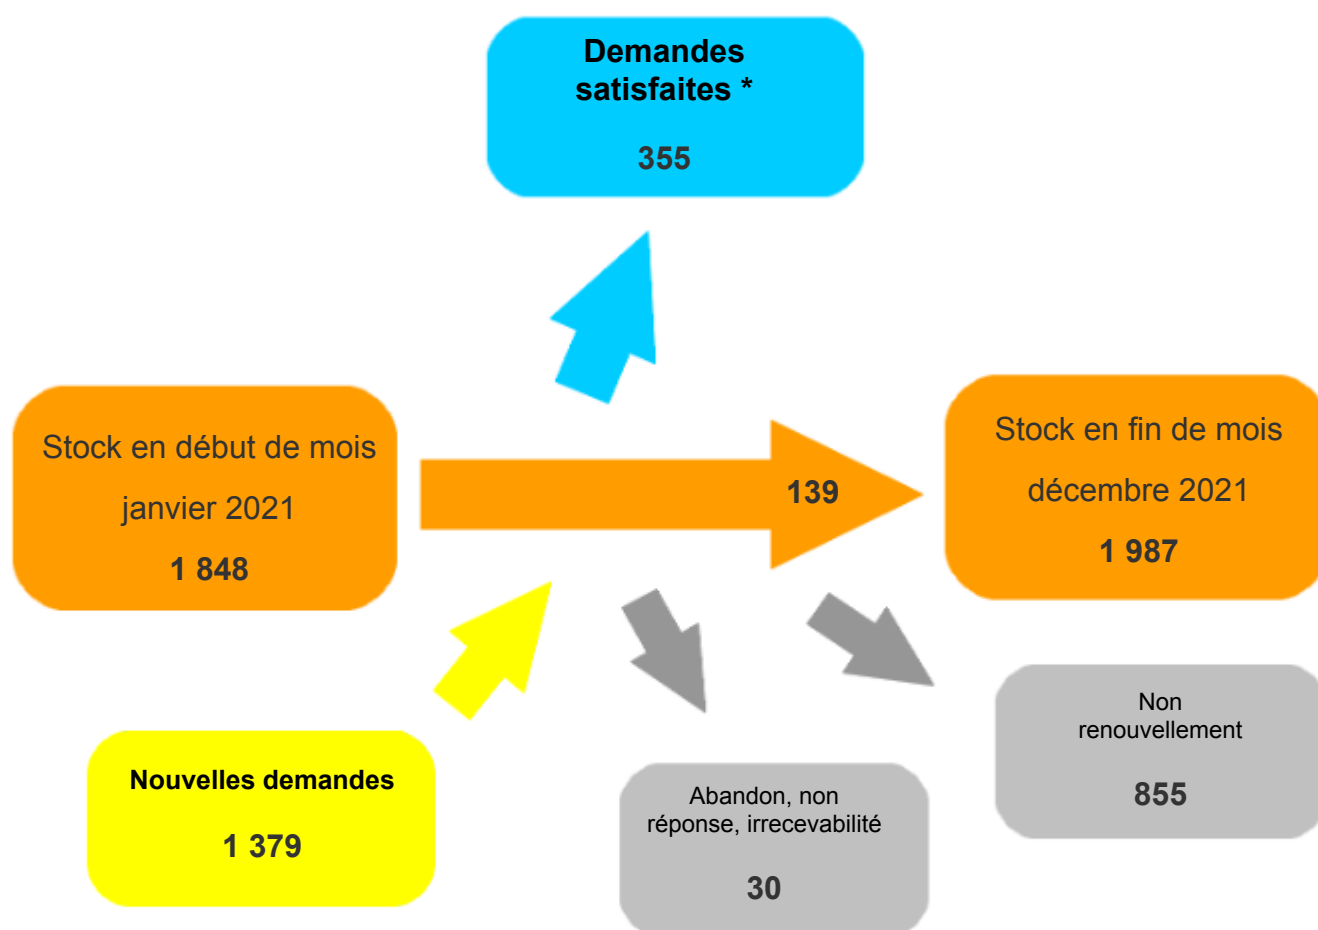 Demandes
satisfaites *
355
Stock en début de mois
janvier 2021
1 848
139
Stock en fin de mois
décembre 2021
1 987
Nouvelles demandes
1 379
Abandon, non
réponse, irrecevabilité
30
Non
renouvellement
855